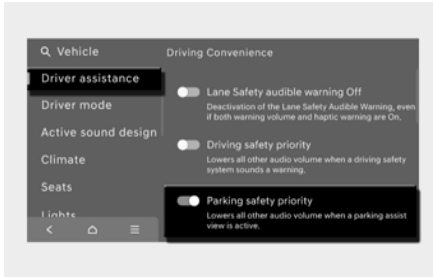 Vehicle
Driving Convenience
Driver assistance
Driver mode
Active sound design
Climate
Seats
Lights
Lane Safety audible warning Off
Deactivation of the Lane Safety Audible Warning, even
if both warning volume and haptic warning are On.
Driving safety priority
Lowers all other audio volume when a driving safety
system sounds a warning.
Parking safety priority
Lowers all other audio volume when a parking assist
view is active.